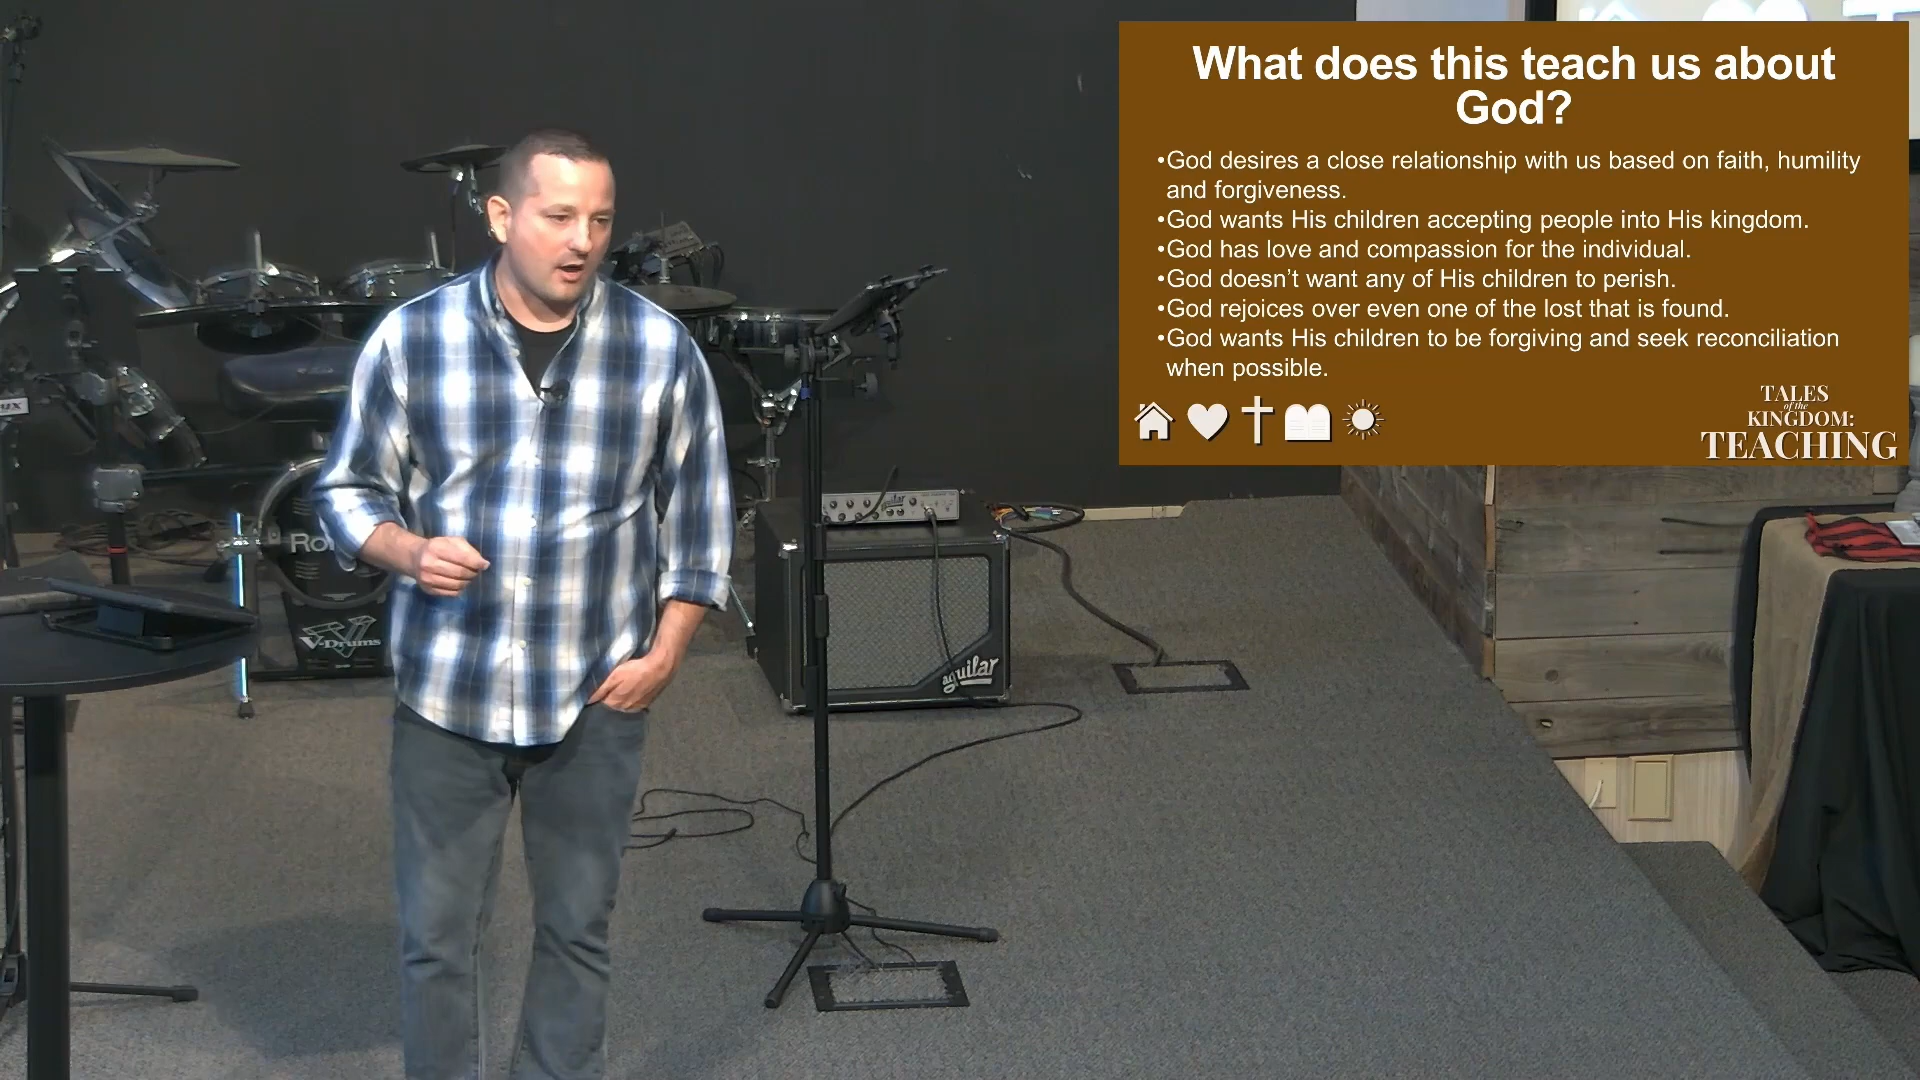 What does this teach us about
God?
•God desires a close relationship with us based on faith, humility
and forgiveness.
•God wants His children accepting people into His kingdom.
•God has love and compassion for the individual.
•God doesn’t want any of His children to perish.
•God rejoices over even one of the lost that is found.
•God wants His children to be forgiving and seek reconciliation
when possible.
TALES
of the
KINGDOM:
TEACHING
aguilar
V-Drums
aguilar